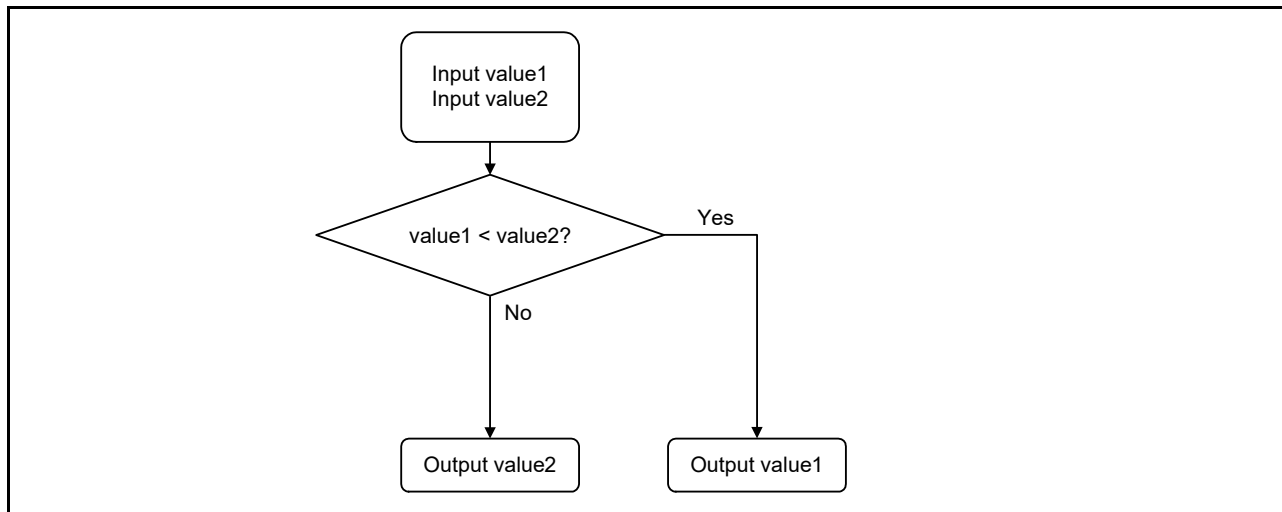 Input value1
Input value2
value1 < value2?
Yes
No
Output value2
Output value1